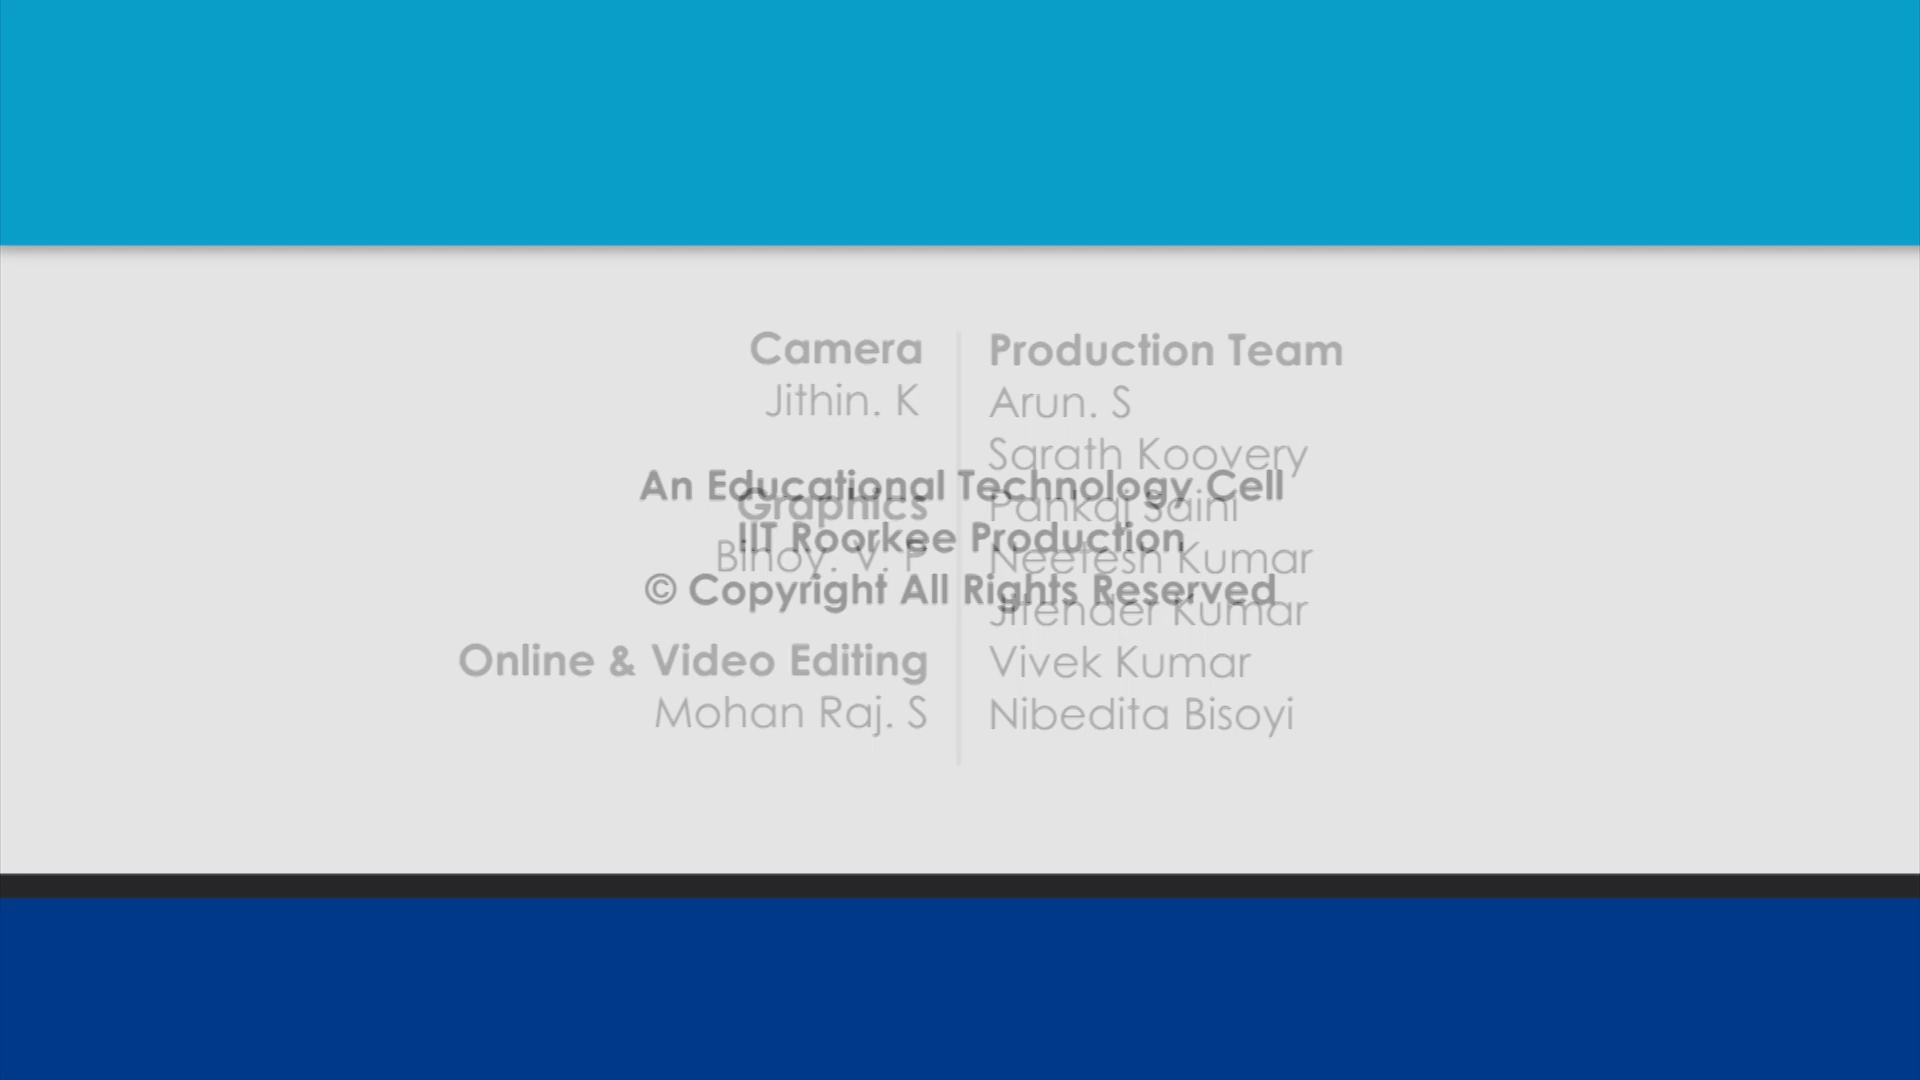 Camera
Jithin. K
Graphics
Binoy. V. P
Online & Video Editing
Mohan Raj. S
Production Team
Arun. S
Sarath Koovery
Pankaj Saini
Neetesh Kumar
Jitender Kumar
Vivek Kumar
Nibedita Bisoyi
An Educational Technology Cell
IIT Roorkee Production
© Copyright All Rights Reserved